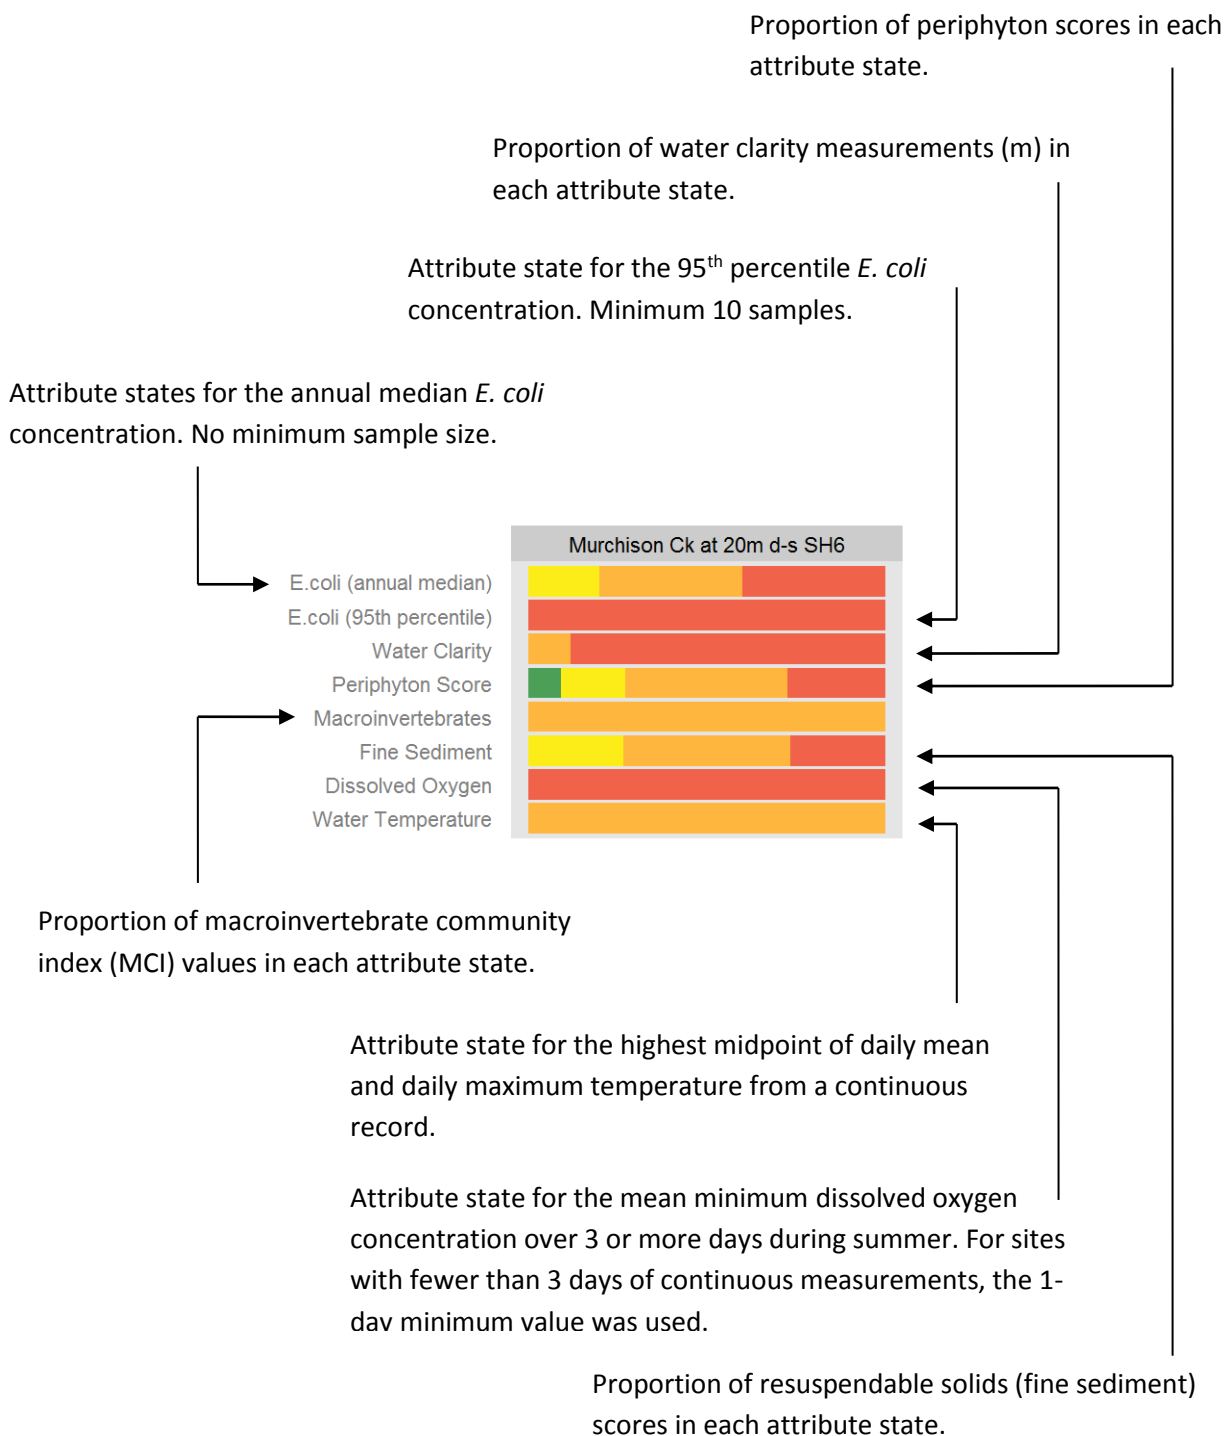 Proportion of periphyton scores in each
attribute state.
Proportion of water clarity measurements (m) in
each attribute state.
Attribute state for the 95th percentile E. coli
concentration. Minimum 10 samples.
Attribute states for the annual median E. coli
concentration. No minimum sample size.
Murchison Ck at 20m d-s SH6
E.coli (annual median)
E.coli (95th percentile)
Water Clarity
Periphyton Score
Macroinvertebrates
Fine Sediment
Dissolved Oxygen
Water Temperature
Proportion of macroinvertebrate community
index (MCI) values in each attribute state.
Attribute state for the highest midpoint of daily mean
and daily maximum temperature from a continuous
record.
Attribute state for the mean minimum dissolved oxygen
concentration over 3 or more days during summer. For sites
with fewer than 3 days of continuous measurements, the 1-
day minimum value was used.
Proportion of resuspendable solids (fine sediment)
scores in each attribute state.